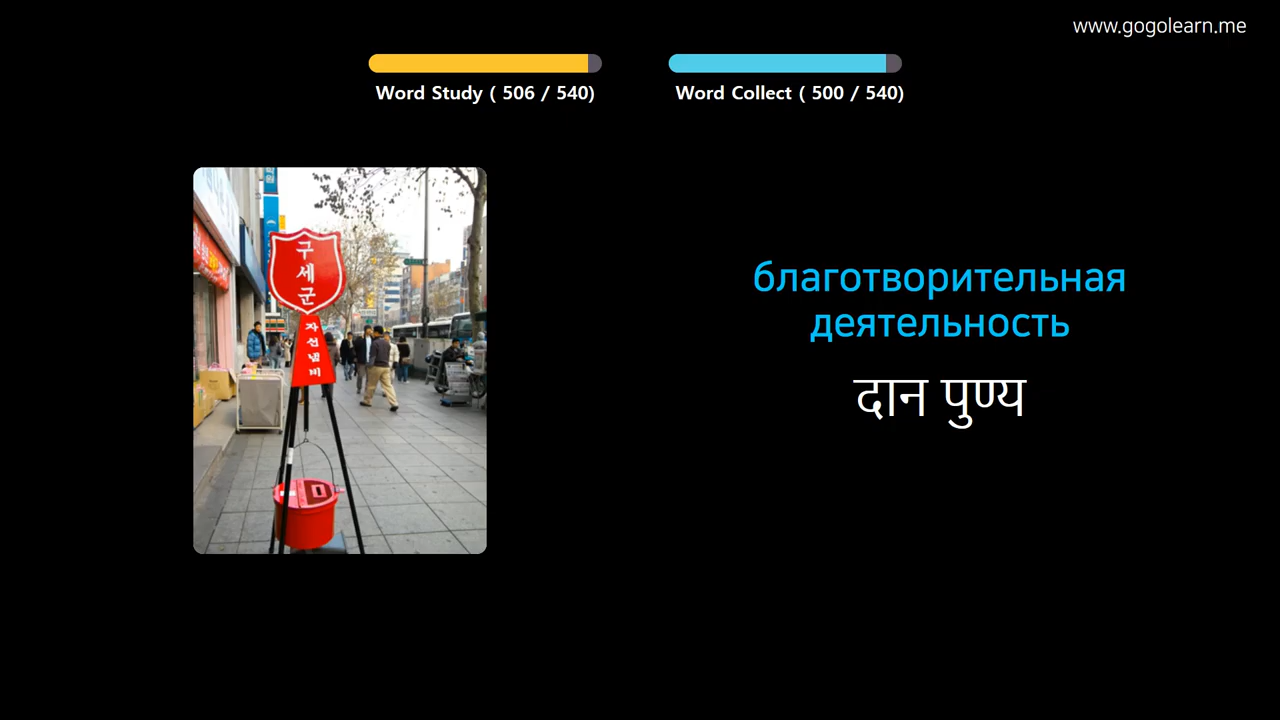 www.gogolearn.me
Word Study ( 506 / 540)
Word Collect ( 500 / 540)
구세군
자선냄비
благотворительная
деятельность
दान पुण्य